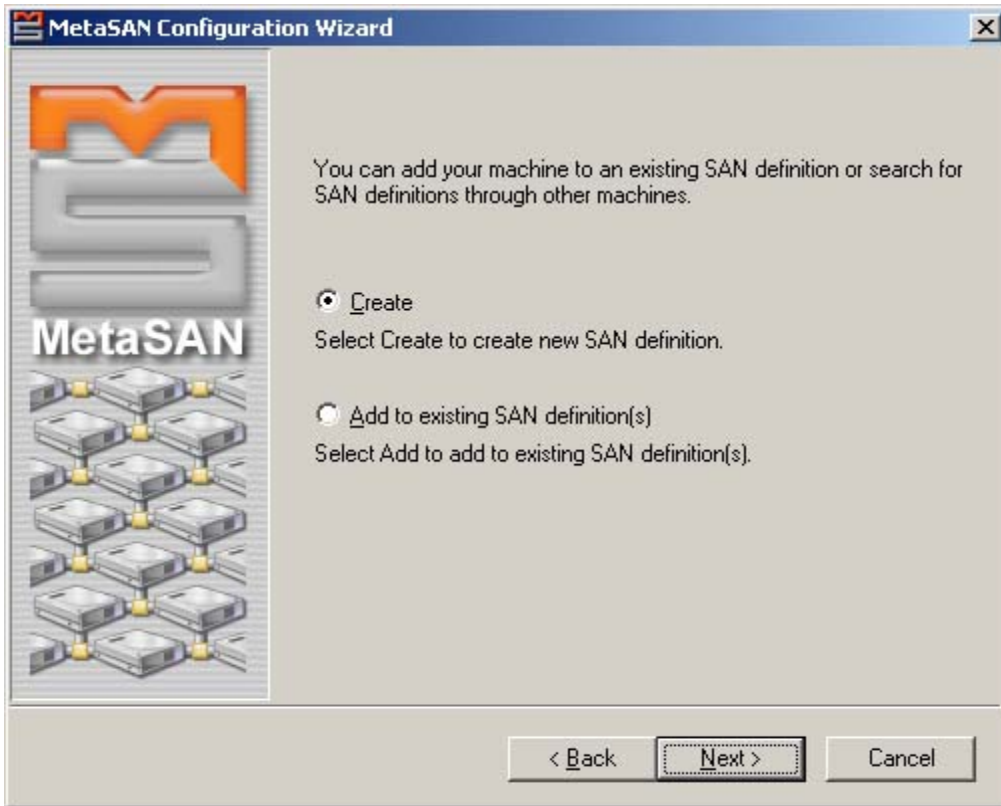 MetaSAN Configuration Wizard
MS
MetaSAN
You can add your machine to an existing SAN definition or search for
SAN definitions through other machines.
Create
Select Create to create new SAN definition.
Add to existing SAN definition(s)
Select Add to add to existing SAN definition(s).
< Back
Next >
Cancel